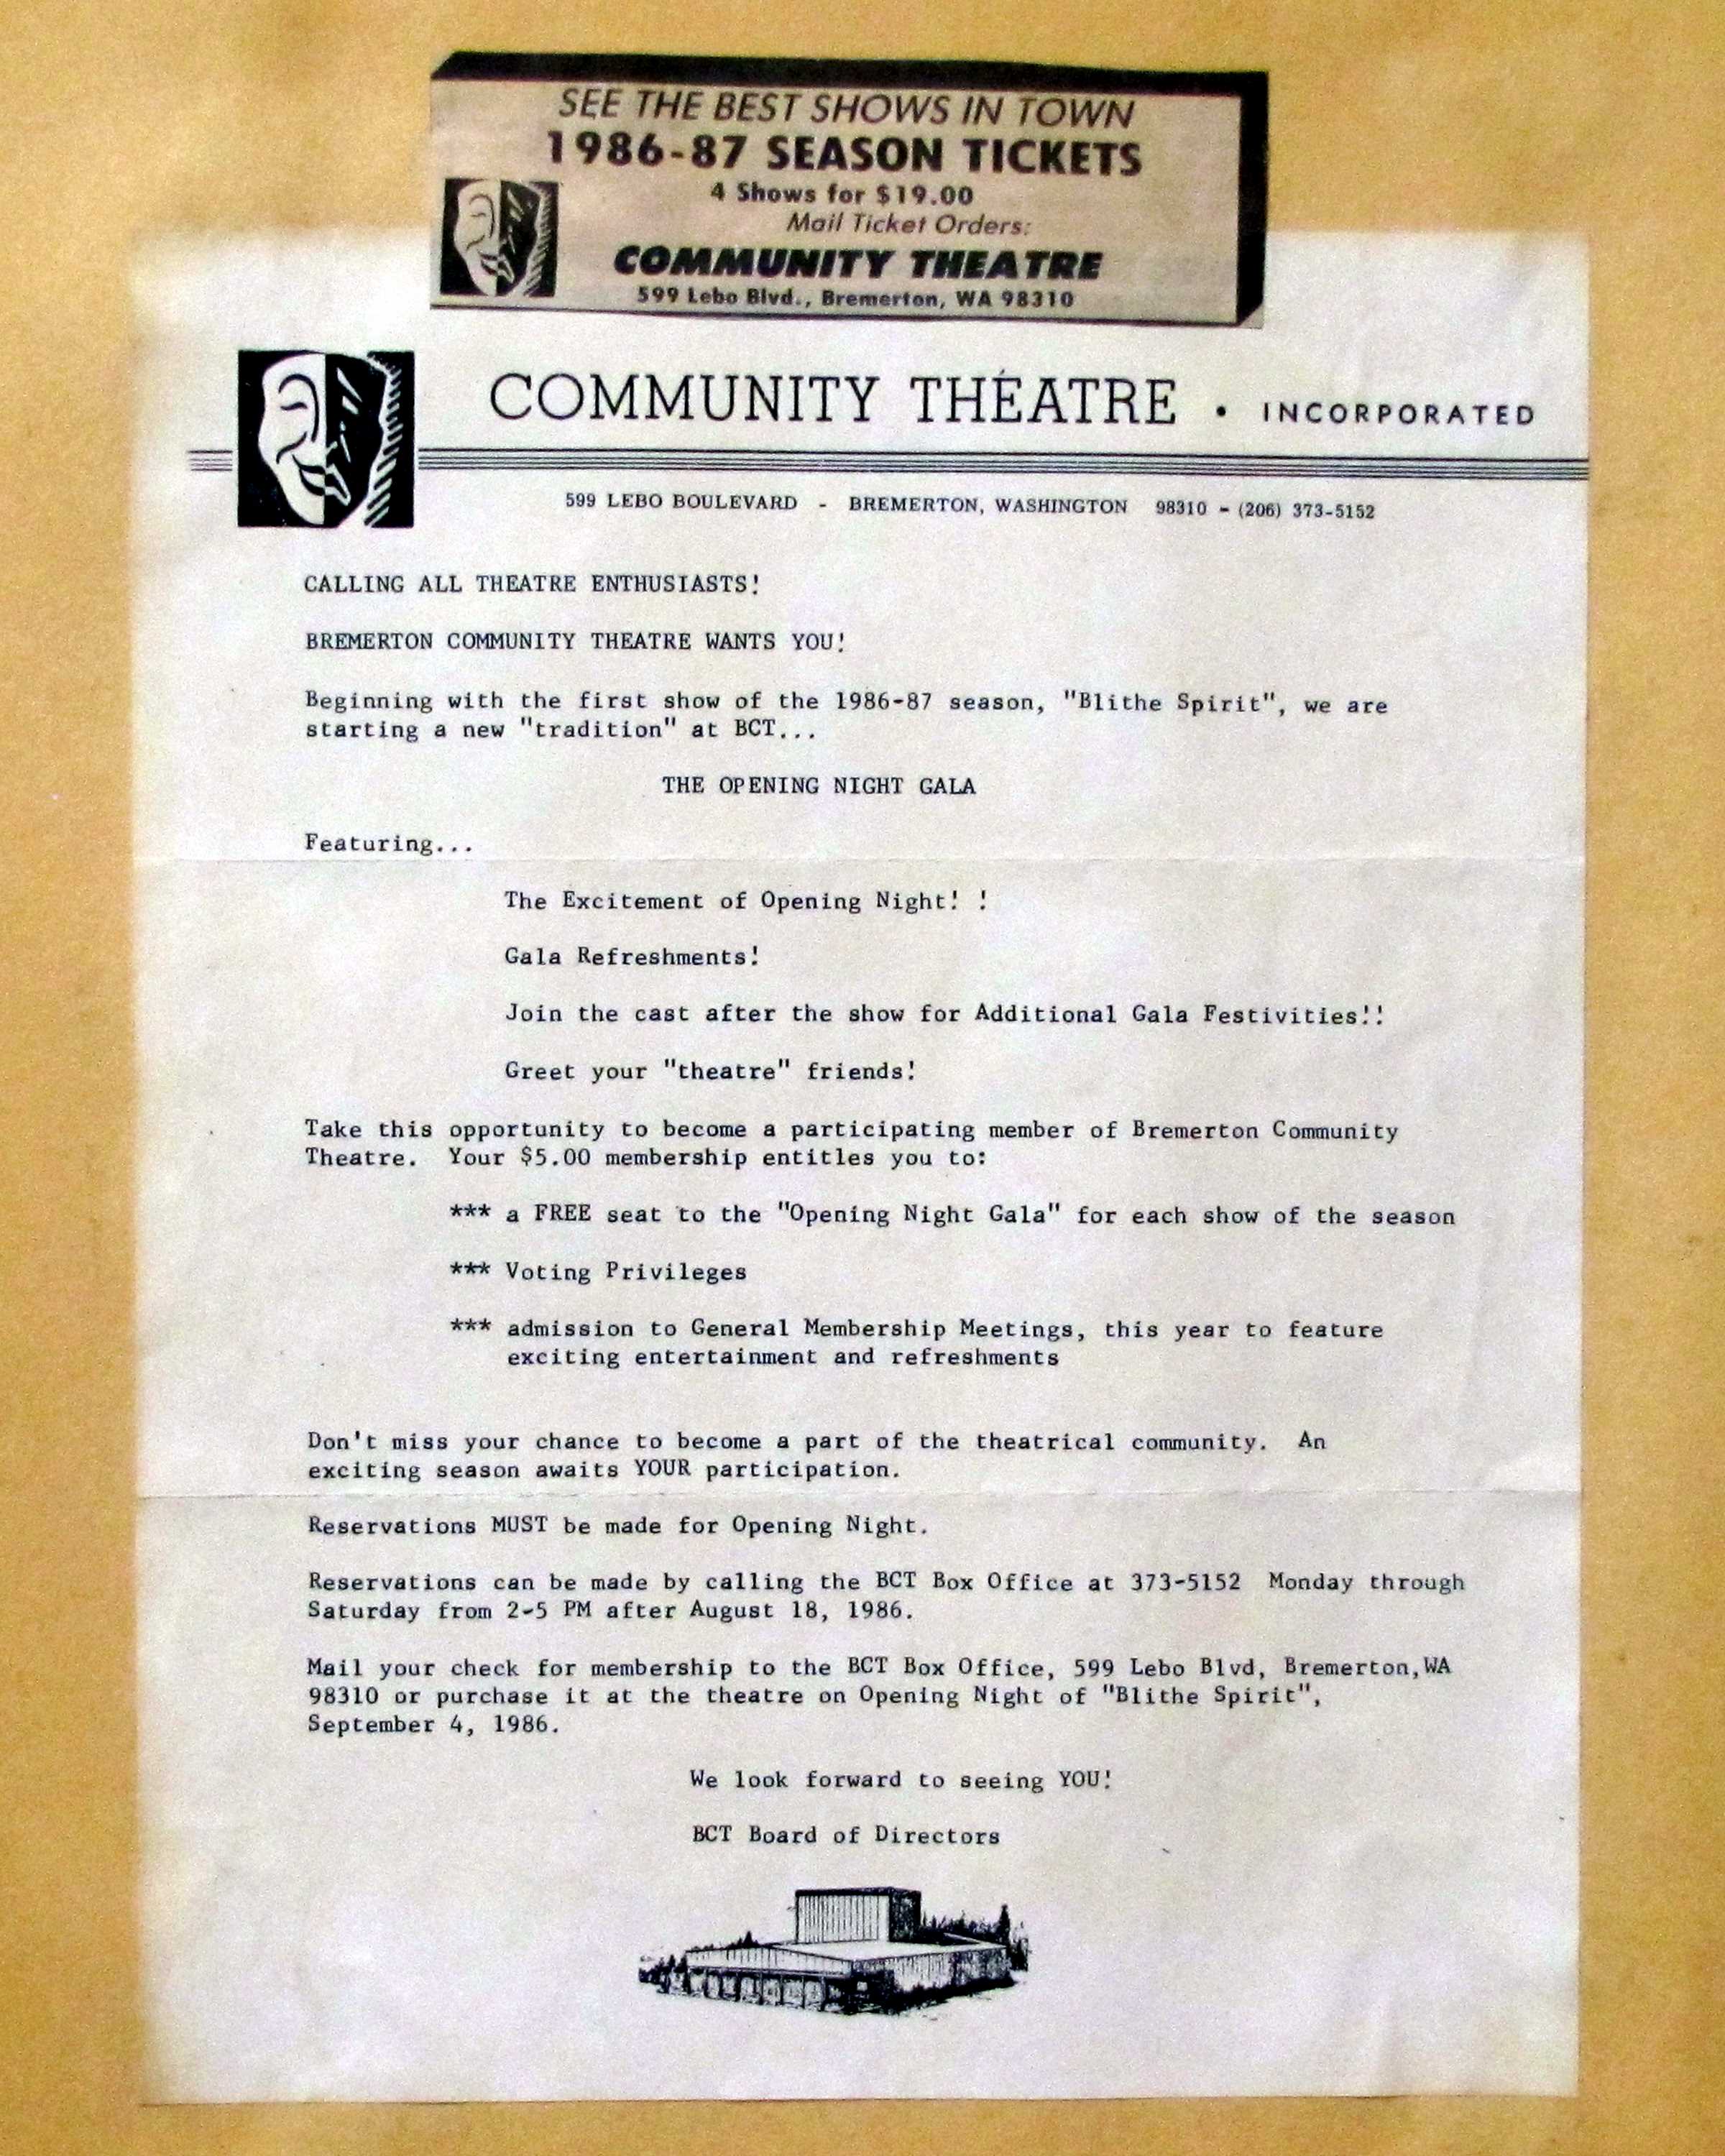 SEE THE BEST SHOWS IN TOWN
1986-87 SEASON TICKETS
4 Shows for $19.00
Mail Ticket Orders:
COMMUNITY THEATRE
599 Lebo Blvd., Bremerton, WA 98310
COMMUNITY THEATRE • INCORPORATED
599 LEBO BOULEVARD - BREMERTON, WASHINGTON 98310 - (206) 373-5152
CALLING ALL THEATRE ENTHUSIASTS!
BREMERTON COMMUNITY THEATRE WANTS YOU!
Beginning with the first show of the 1986-87 season, "Blithe Spirit", we are
starting a new "tradition" at BCT...
THE OPENING NIGHT GALA
Featuring...
The Excitement of Opening Night! !
Gala Refreshments!
Join the cast after the show for Additional Gala Festivities!!
Greet your "theatre" friends!
Take this opportunity to become a participating member of Bremerton Community
Theatre. Your $5.00 membership entitles you to:
*** a FREE seat to the "Opening Night Gala" for each show of the season
*** Voting Privileges
*** admission to General Membership Meetings, this year to feature
exciting entertainment and refreshments
Don't miss your chance to become a part of the theatrical community. An
exciting season awaits YOUR participation.
Reservations MUST be made for Opening Night.
Reservations can be made by calling the BCT Box Office at 373-5152 Monday through
Saturday from 2-5 PM after August 18, 1986.
Mail your check for membership to the BCT Box Office, 599 Lebo Blvd, Bremerton,WA
98310 or purchase it at the theatre on Opening Night of "Blithe Spirit",
September 4, 1986.
We look forward to seeing YOU!
BCT Board of Directors